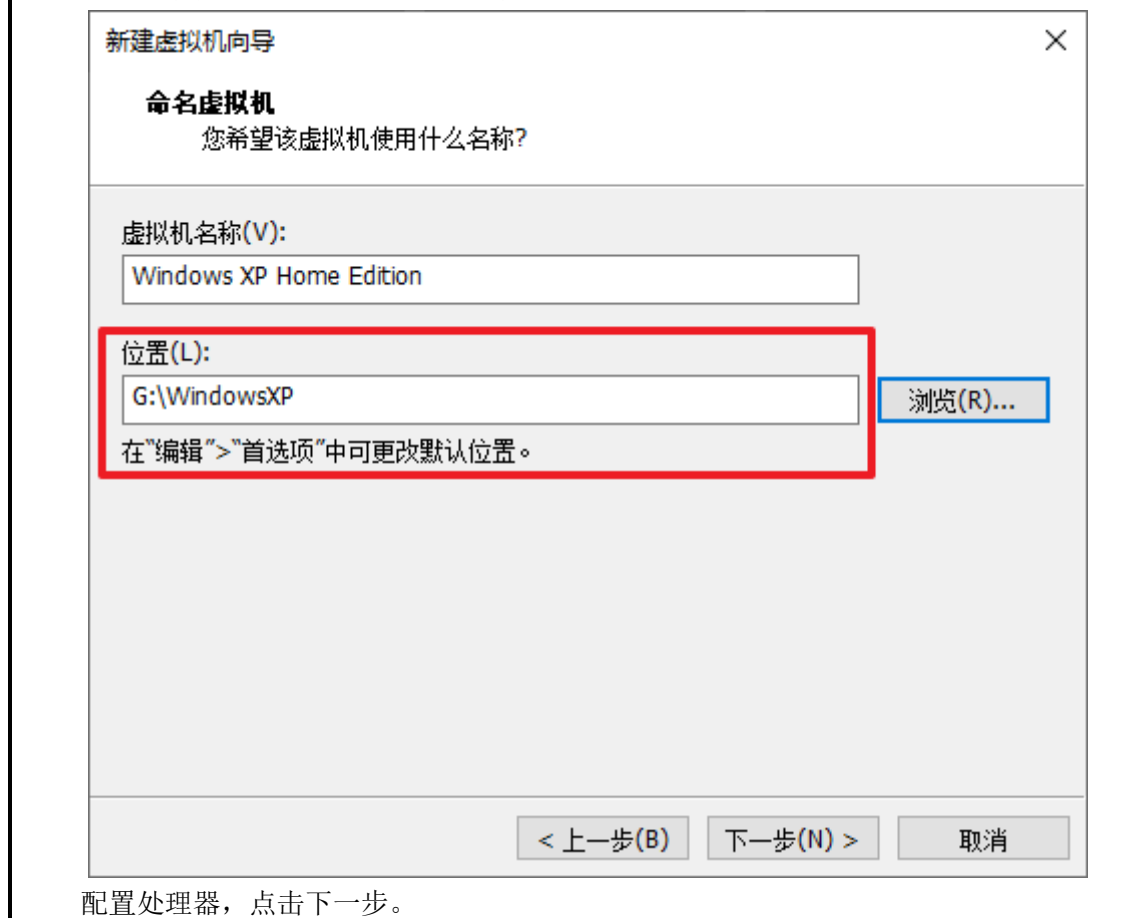 新建虚拟机向导
命名虚拟机
您希望该虚拟机使用什么名称?
虚拟机名称(V):
Windows XP Home Edition
位置(L):
G:\WindowsXP
浏览(R)...
在"编辑">"首选项"中可更改默认位置。
< 上一步(B)
下一步(N) >
取消
配置处理器，点击下一步。